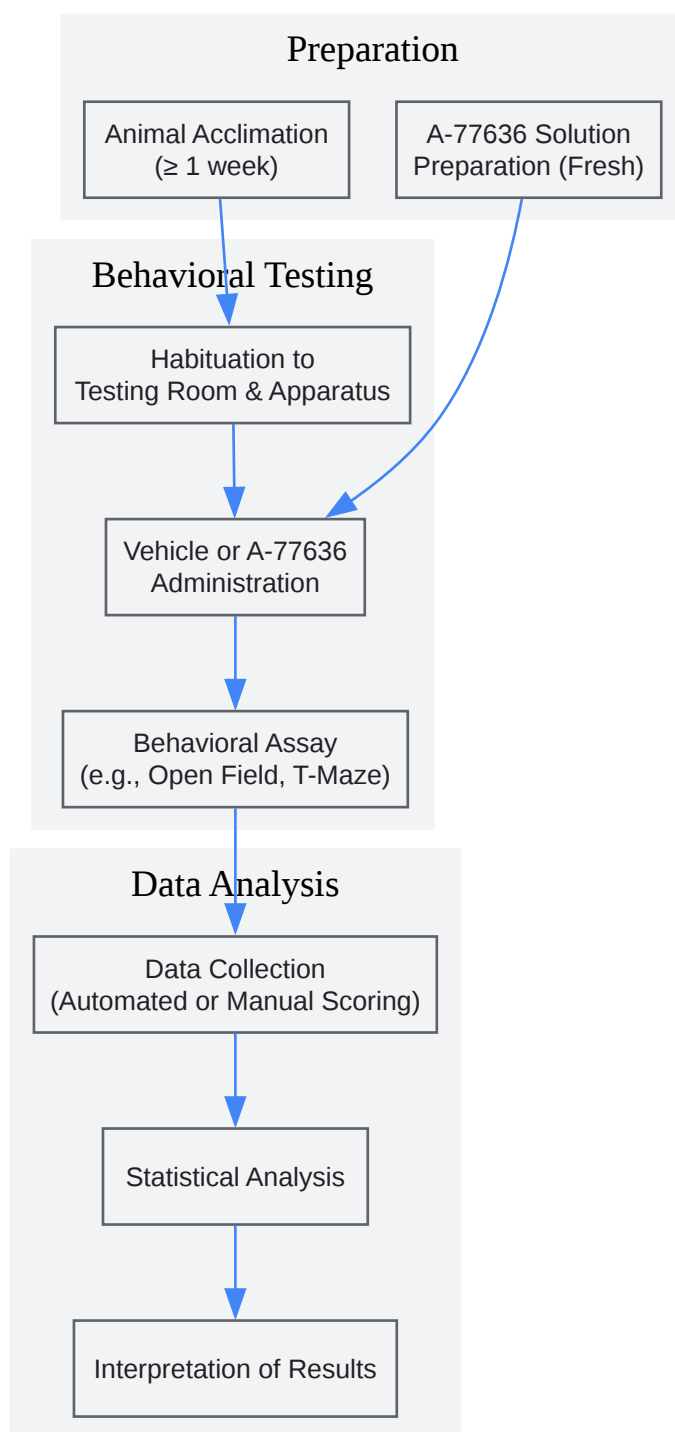 Preparation
Animal Acclimation
(≥ 1 week)
A-77636 Solution
Preparation (Fresh)
Behavioral Testing
Habituation to
Testing Room & Apparatus
Vehicle or A-77636
Administration
Behavioral Assay
(e.g., Open Field, T-Maze)
Data Analysis
Data Collection
(Automated or Manual Scoring)
Statistical Analysis
Interpretation of Results